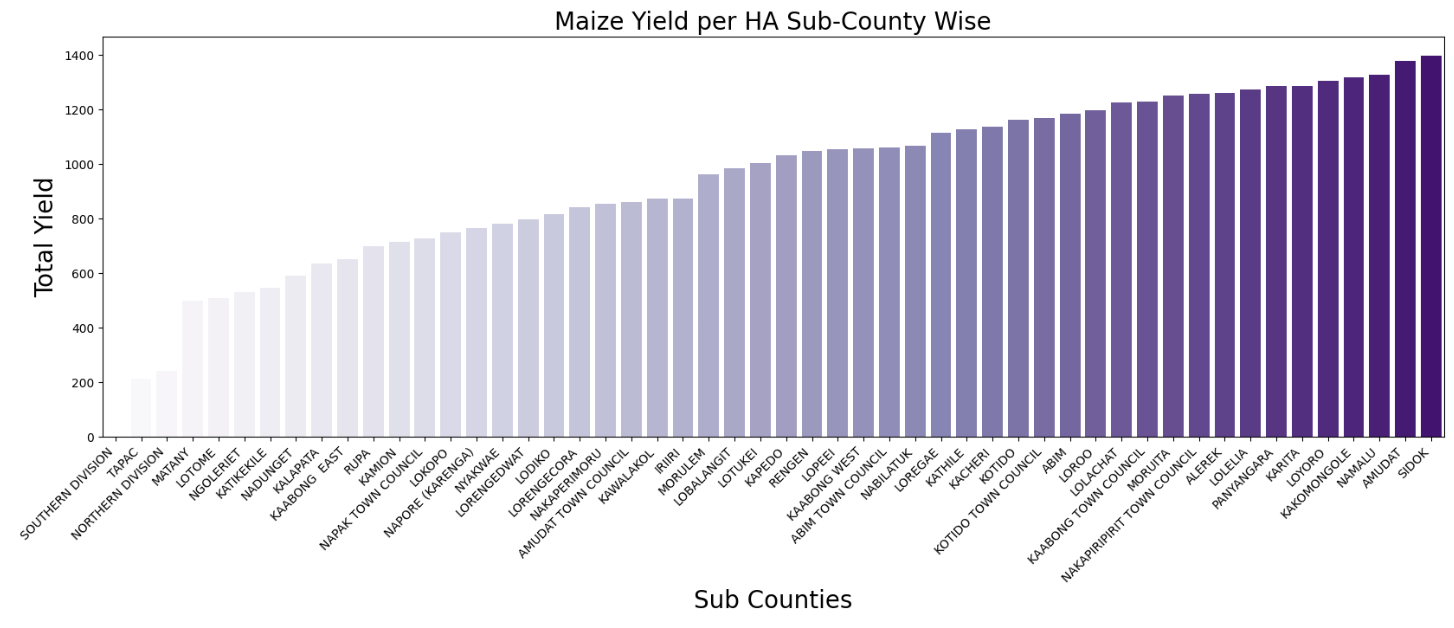 Maize Yield per HA Sub-County Wise
Total Yield
1400
1200
1000
800
600
400
200
0
SOUTHERN DIVISION
TAPAC
NORTHERN DIVISION
MATANY
LOTOME
NGOLERIET
KATIKEKILE
NADUNGET
KALAPATA
KAABONG EAST
RUPA
KAMION
NAPAK TOWN COUNCIL
LOKOPO
NAPORE (KARENGA)
NYAKWAE
LORENGEDWAT
LODIKO
LORENGECORA
NAKAPERIMORU
AMUDAT TOWN COUNCIL
KAWALAKOL
IRIIRI
MORULEM
LOBALANGIT
LOTUKEI
KAPEDO
RENGEN
LOPEEI
KAABONG WEST
ABIM TOWN COUNCIL
NABILATUK
LOREGAE
KATHILE
KACHERI
KOTIDO
KOTIDO TOWN COUNCIL
ABIM
LOROO
LOLACHAT
KAABONG TOWN COUNCIL
MORUITA
NAKAPIRIPIRIT TOWN COUNCIL
ALEREK
LOLELIA
PANYANGARA
KARITA
LOYORO
KAKOMONGOLE
NAMALU
AMUDAT
SIDOK
Sub Counties